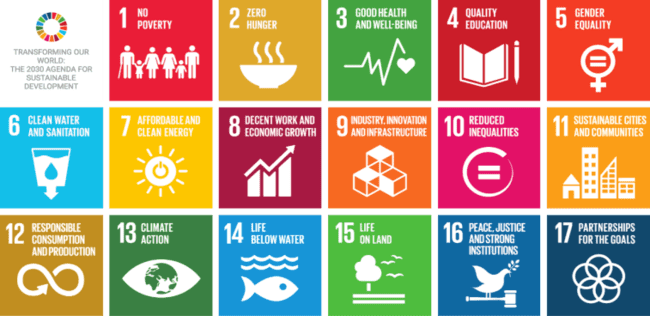 TRANSFORMING OUR
WORLD:
THE 2030 AGENDA FOR
SUSTAINABLE
DEVELOPMENT
1 NO
POVERTY
2 ZERO
HUNGER
3 GOOD HEALTH
AND WELL-BEING
4 QUALITY
EDUCATION
5 GENDER
EQUALITY
6 CLEAN WATER
AND SANITATION
7 AFFORDABLE AND
CLEAN ENERGY
8 DECENT WORK AND
ECONOMIC GROWTH
9 INDUSTRY, INNOVATION
AND INFRASTRUCTURE
10 REDUCED
INEQUALITIES
11 SUSTAINABLE CITIES
AND COMMUNITIES
12 RESPONSIBLE
CONSUMPTION
AND PRODUCTION
13 CLIMATE
ACTION
14 LIFE
BELOW WATER
15 LIFE
ON LAND
16 PEACE, JUSTICE
AND STRONG
INSTITUTIONS
17 PARTNERSHIPS
FOR THE GOALS